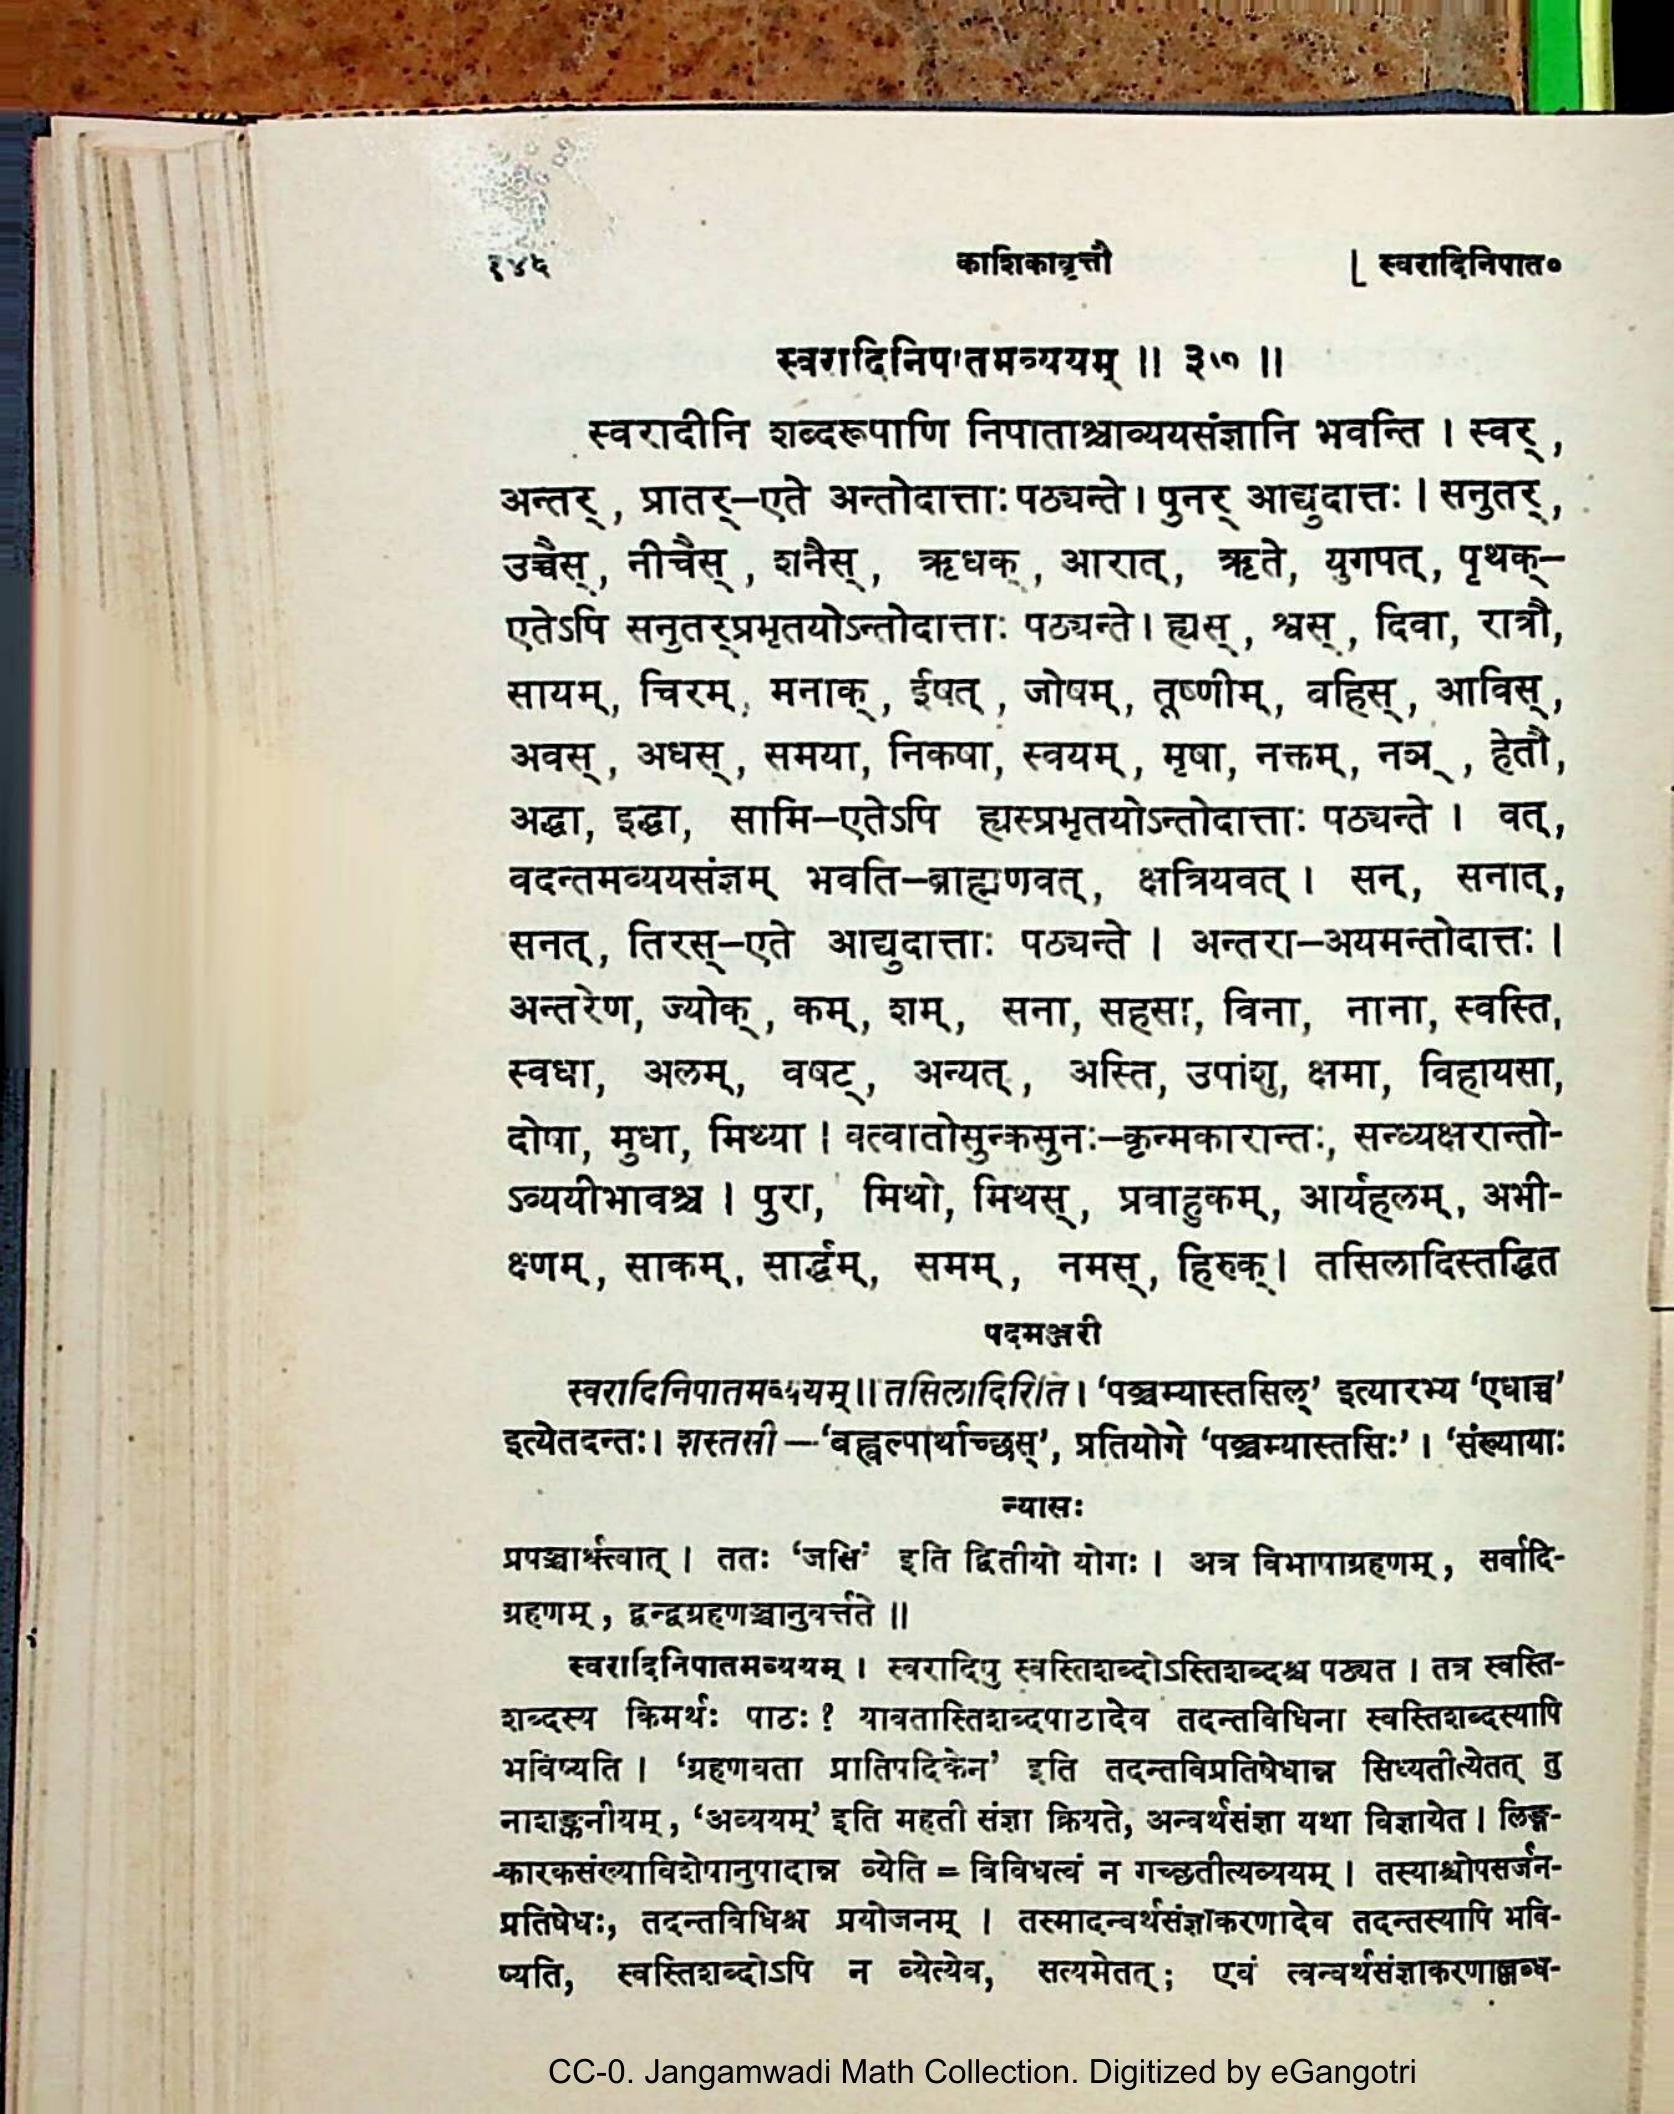 १४६ काशिकावृत्तौ [ स्वरादिनिपात०
स्वरादिनिपातमव्ययम् ॥ ३७ ॥
स्वरादीनि शब्दरूपाणि निपाताश्चाव्ययसंज्ञानि भवन्ति । स्वर्,
अन्तर्, प्रातर्–एते अन्तोदात्ताः पठ्यन्ते। पुनर् आद्युदात्तः । सनुतर्,
उच्चैस्, नीचैस्, शनैस्, ऋधक्, आरात्, ऋते, युगपत्, पृथक्–
एतेऽपि सनुतर्प्रभृतयोऽन्तोदात्ताः पठ्यन्ते। ह्यस्, श्वस्, दिवा, रात्रौ,
सायम्, चिरम्, मनाक्, ईषत्, जोषम्, तूष्णीम्, वहिस्, आविस्,
अवस्, अधस्, समया, निकषा, स्वयम्, मृषा, नक्तम्, नञ्, हेतौ,
अद्धा, इद्धा, सामि–एतेऽपि ह्यस्प्रभृतयोऽन्तोदात्ताः पठ्यन्ते । वत्,
वदन्तमव्ययसंज्ञम् भवति–ब्राह्मणवत्, क्षत्रियवत् । सन्, सनात्,
सनत्, तिरस्–एते आद्युदात्ताः पठ्यन्ते । अन्तरा–अयमन्तोदात्तः ।
अन्तरेण, ज्योक्, कम्, शम्, सना, सहसा, विना, नाना, स्वस्ति,
स्वधा, अलम्, वषट्, अन्यत्, अस्ति, उपांशु, क्षमा, विहायसा,
दोषा, मुधा, मिथ्या । क्त्वातोसुन्कसुनः–कृन्मकारान्तः, सन्ध्यक्षरान्तो-
ऽव्ययीभावश्च । पुरा, मिथो, मिथस्, प्रवाहुकम्, आर्यहलम्, अभी-
क्ष्णम्, साकम्, सार्द्धम्, समम्, नमस्, हिरुक्। तसिलादिस्तद्धित
पदमञ्जरी
स्वरादिनिपातमव्ययम्॥ तसिलादिरिति। ‘पञ्चम्यास्तसिल्’ इत्यारभ्य ‘एधाच्च’
इत्येतदन्तः। शस्तसी —‘बह्वल्पार्थाच्छस्’, प्रतियोगे ‘पञ्चम्यास्तसिः’ । ‘संख्यायाः
न्यासः
प्रपञ्चार्थत्वात् । ततः ‘जसि’ इति द्वितीयो योगः । अत्र विभाषाग्रहणम्, सर्वादि-
ग्रहणम्, द्वन्द्वग्रहणञ्चानुवर्त्तते ॥
स्वरादिनिपातमव्ययम् । स्वरादिषु स्वस्तिशब्दोऽस्तिशब्दश्च पठ्यत । तत्र स्वस्ति-
शब्दस्य किमर्थः पाठः ? यावतास्तिशब्दपाठादेव तदन्तविधिना स्वस्तिशब्दस्यापि
भविष्यति । ‘ग्रहणवता प्रातिपदिकेन’ इति तदन्तविप्रतिषेधान्न सिध्यतीत्येतत् तु
नाशङ्कनीयम्, ‘अव्ययम्’ इति महती संज्ञा क्रियते, अन्वर्थसंज्ञा यथा विज्ञायेत । लिङ्ग-
-कारकसंख्याविशेषानुपादान्न व्येति = विविधत्वं न गच्छतीत्यव्ययम् । तस्याश्चोपसर्जन-
प्रतिषेधः, तदन्तविधिश्च प्रयोजनम् । तस्मादन्वर्थसंज्ञाकरणादेव तदन्तस्यापि भवि-
ष्यति, स्वस्तिशब्दोऽपि न व्येत्येव, सत्यमेतत्; एवं त्वन्वर्थसंज्ञाकरणाल्लब्ध-
CC-0. Jangamwadi Math Collection. Digitized by eGangotri